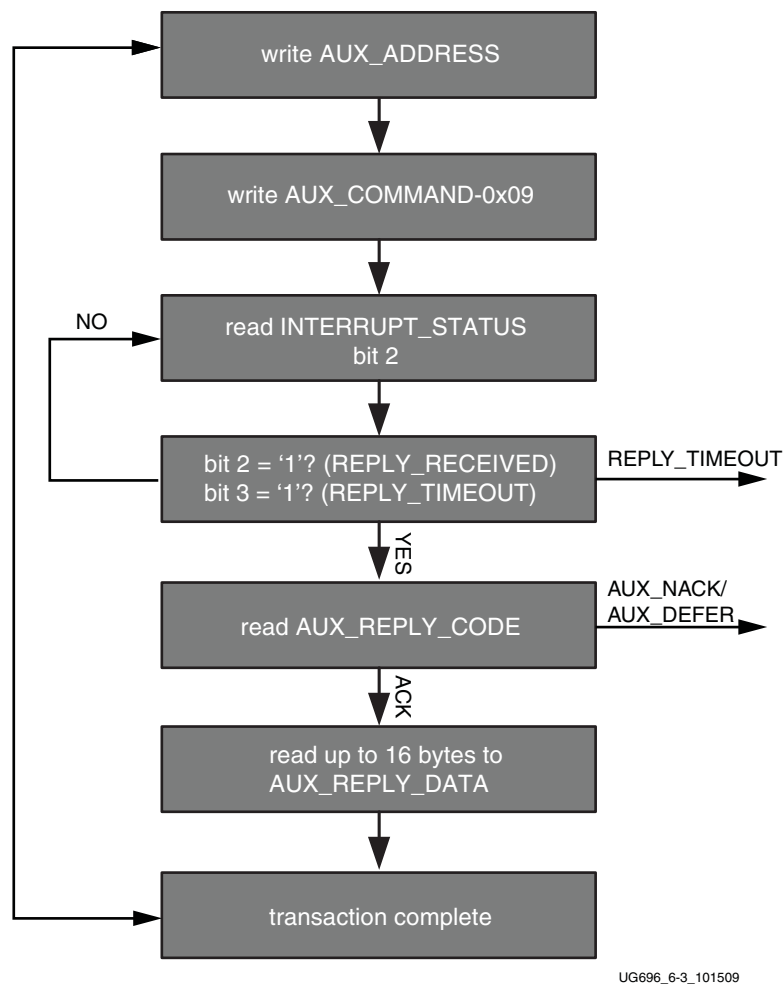 write AUX_ADDRESS
write AUX_COMMAND-0x09
NO
read INTERRUPT_STATUS
bit 2
bit 2 = ‘1’? (REPLY_RECEIVED)
bit 3 = ‘1’? (REPLY_TIMEOUT)
REPLY_TIMEOUT
YES
read AUX_REPLY_CODE
AUX_NACK/
AUX_DEFER
ACK
read up to 16 bytes to
AUX_REPLY_DATA
transaction complete
UG696_6-3_101509